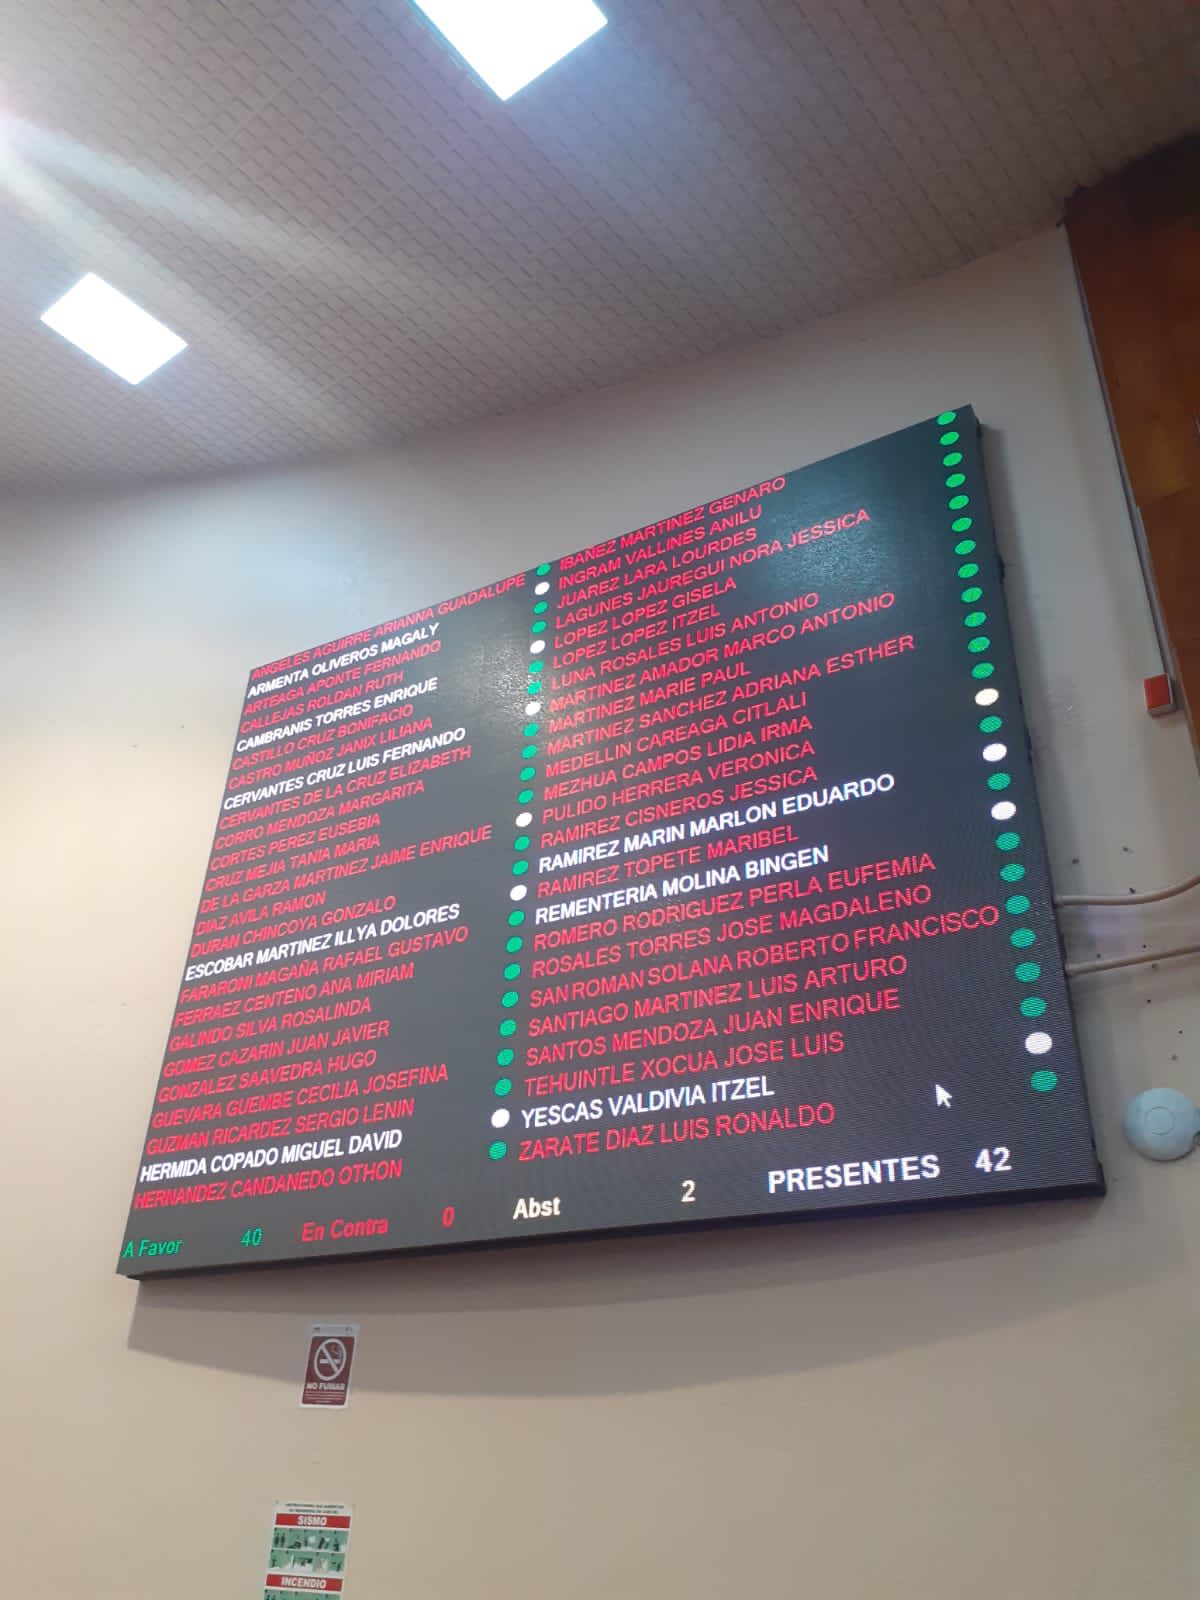 ANGELES AGUIRRE ARIANNA GUADALUPE
ARMENTA OLIVEROS MAGALY
ARTEAGA APONTE FERNANDO
CALLEJAS ROLDAN RUTH
CAMBRANIS TORRES ENRIQUE
CASTILLO CRUZ BONIFACIO
CASTRO MUÑOZ JANIX LILIANA
CERVANTES CRUZ LUIS FERNANDO
CERVANTES DE LA CRUZ ELIZABETH
CORRO MENDOZA MARGARITA
CORTES PEREZ EUSEBIA
CRUZ MEJIA TANIA MARIA
DE LA GARZA MARTINEZ JAIME ENRIQUE
DIAZ AVILA RAMON
DURAN CHINCOYA GONZALO
ESCOBAR MARTINEZ ILLYA DOLORES
FARARONI MAGAÑA RAFAEL GUSTAVO
FERRAEZ CENTENO ANA MIRIAM
GALINDO SILVA ROSALINDA
GOMEZ CAZARIN JUAN JAVIER
GONZALEZ SAAVEDRA HUGO
GUEVARA GUEMBE CECILIA JOSEFINA
GUZMAN RICARDEZ SERGIO LENIN
HERMIDA COPADO MIGUEL DAVID
HERNANDEZ CANDANEDO OTHON
IBAÑEZ MARTINEZ GENARO
INGRAM VALLINES ANILU
JUAREZ LARA LOURDES
LAGUNES JAUREGUI NORA JESSICA
LOPEZ LOPEZ GISELA
LOPEZ LOPEZ ITZEL
LUNA ROSALES LUIS ANTONIO
MARTINEZ AMADOR MARCO ANTONIO
MARTINEZ MARIE PAUL
MARTINEZ SANCHEZ ADRIANA ESTHER
MEDELLIN CAREAGA CITLALI
MEZHUA CAMPOS LIDIA IRMA
PULIDO HERRERA VERONICA
RAMIREZ CISNEROS JESSICA
RAMIREZ MARIN MARLON EDUARDO
RAMIREZ TOPETE MARIBEL
REMENTERIA MOLINA BINGEN
ROMERO RODRIGUEZ PERLA EUFEMIA
ROSALES TORRES JOSE MAGDALENO
SAN ROMAN SOLANA ROBERTO FRANCISCO
SANTIAGO MARTINEZ LUIS ARTURO
SANTOS MENDOZA JUAN ENRIQUE
TEHUINTLE XOCUA JOSE LUIS
YESCAS VALDIVIA ITZEL
ZARATE DIAZ LUIS RONALDO
A Favor 40 En Contra 0 Abst 2 PRESENTES 42
NO FUMAR
SISMO
INCENDIO